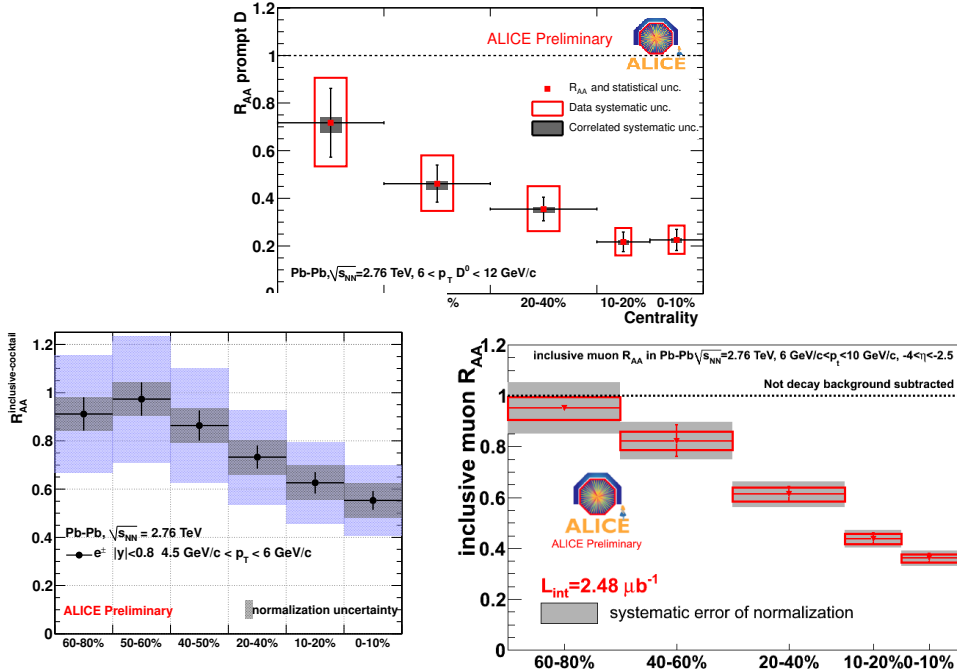 R_AA prompt D
1
0.8
0.6
0.4
0.2
0
ALICE Preliminary
ALICE
R_AA and statistical unc.
Data systematic unc.
Correlated systematic unc.
Pb-Pb,√s_NN=2.76 TeV, 6 < p_T D^0 < 12 GeV/c
% 20-40% 10-20% 0-10%
Centrality
R_AA^inclusive-cocktail
1.2
1
0.8
0.6
0.4
0.2
0
Pb-Pb, √s_NN = 2.76 TeV
e^± |y|<0.8 4.5 GeV/c < p_T < 6 GeV/c
ALICE Preliminary
normalization uncertainty
60-80% 50-60% 40-50% 20-40% 10-20% 0-10%
inclusive muon R_AA
1.2
1
0.8
0.6
0.4
0.2
0
inclusive muon R_AA in Pb-Pb√s_NN=2.76 TeV, 6 GeV/c<p_t<10 GeV/c, -4<η<-2.5
Not decay background subtracted
ALICE
ALICE Preliminary
L_int=2.48 μb^-1
systematic error of normalization
60-80% 40-60% 20-40% 10-20%0-10%